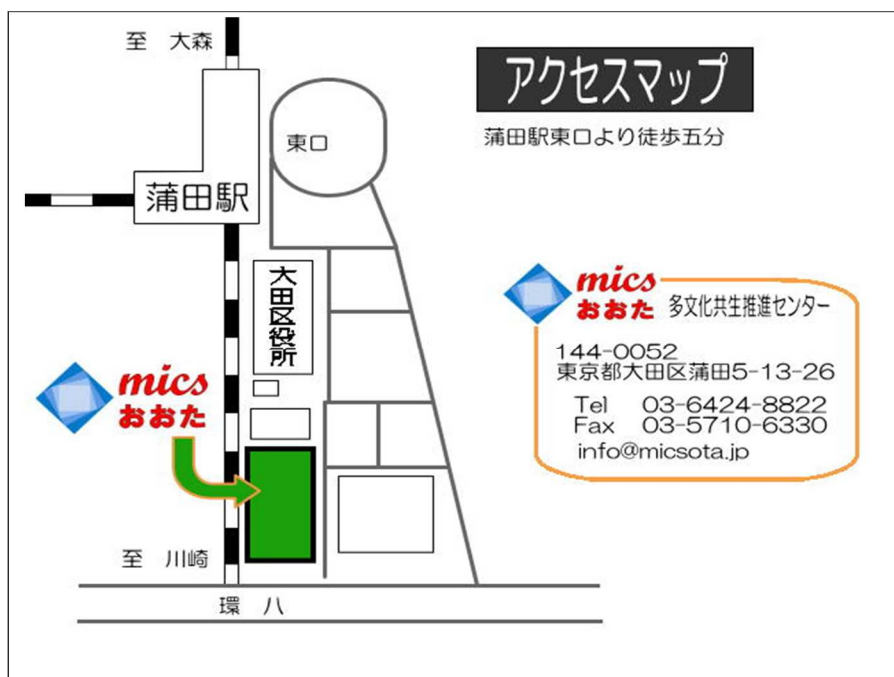 至 大森
アクセスマップ
蒲田駅東口より徒歩五分
東口
蒲田駅
大田区役所
mics
おおた
多文化共生推進センター
144-0052
東京都大田区蒲田5-13-26
Tel 03-6424-8822
Fax 03-5710-6330
info@micsota.jp
mics
おおた
至 川崎
環 八